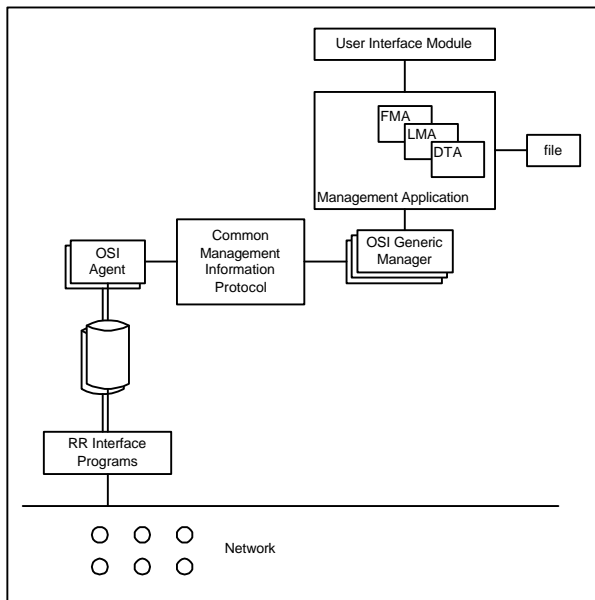 User Interface Module
FMA
LMA
DTA
Management Application
file
OSI
Agent
Common
Management
Information
Protocol
OSI Generic
Manager
RR Interface
Programs
Network